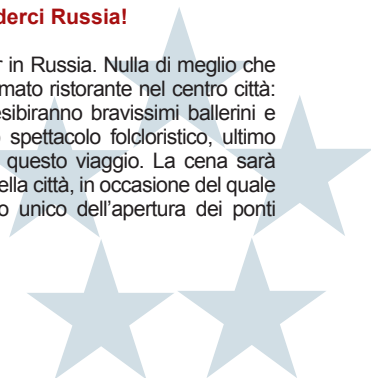 derci Russia!
r in Russia. Nulla di meglio che
mato ristorante nel centro città:
esibiranno bravissimi ballerini e
spettacolo folcloristico, ultimo
questo viaggio. La cena sarà
ella città, in occasione del quale
o unico dell’apertura dei ponti